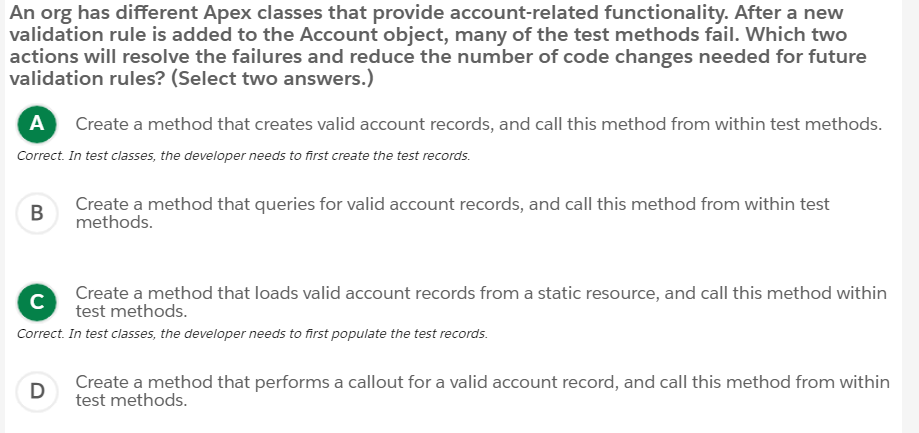 An org has different Apex classes that provide account-related functionality. After a new
validation rule is added to the Account object, many of the test methods fail. Which two
actions will resolve the failures and reduce the number of code changes needed for future
validation rules? (Select two answers.)
A Create a method that creates valid account records, and call this method from within test methods.
Correct. In test classes, the developer needs to first create the test records.
B Create a method that queries for valid account records, and call this method from within test
methods.
C Create a method that loads valid account records from a static resource, and call this method within
test methods.
Correct. In test classes, the developer needs to first populate the test records.
D Create a method that performs a callout for a valid account record, and call this method from within
test methods.